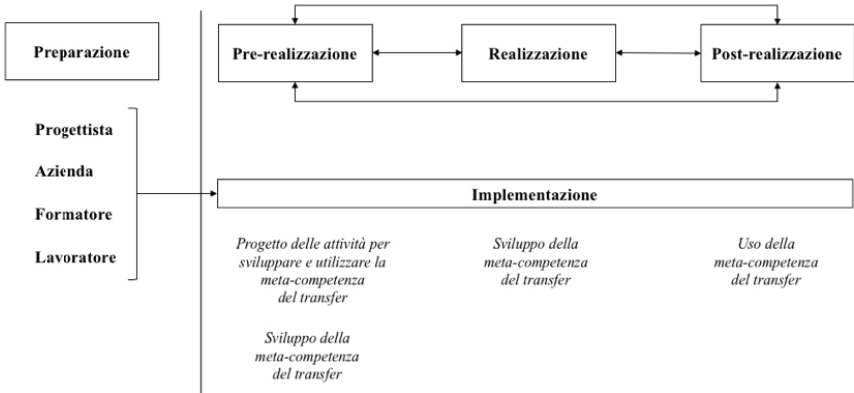 Preparazione
Pre-realizzazione
Realizzazione
Post-realizzazione
Progettista
Azienda
Formatore
Lavoratore
Implementazione
Progetto delle attività per
sviluppare e utilizzare la
meta-competenza
del transfer
Sviluppo della
meta-competenza
del transfer
Sviluppo della
meta-competenza
del transfer
Uso della
meta-competenza
del transfer